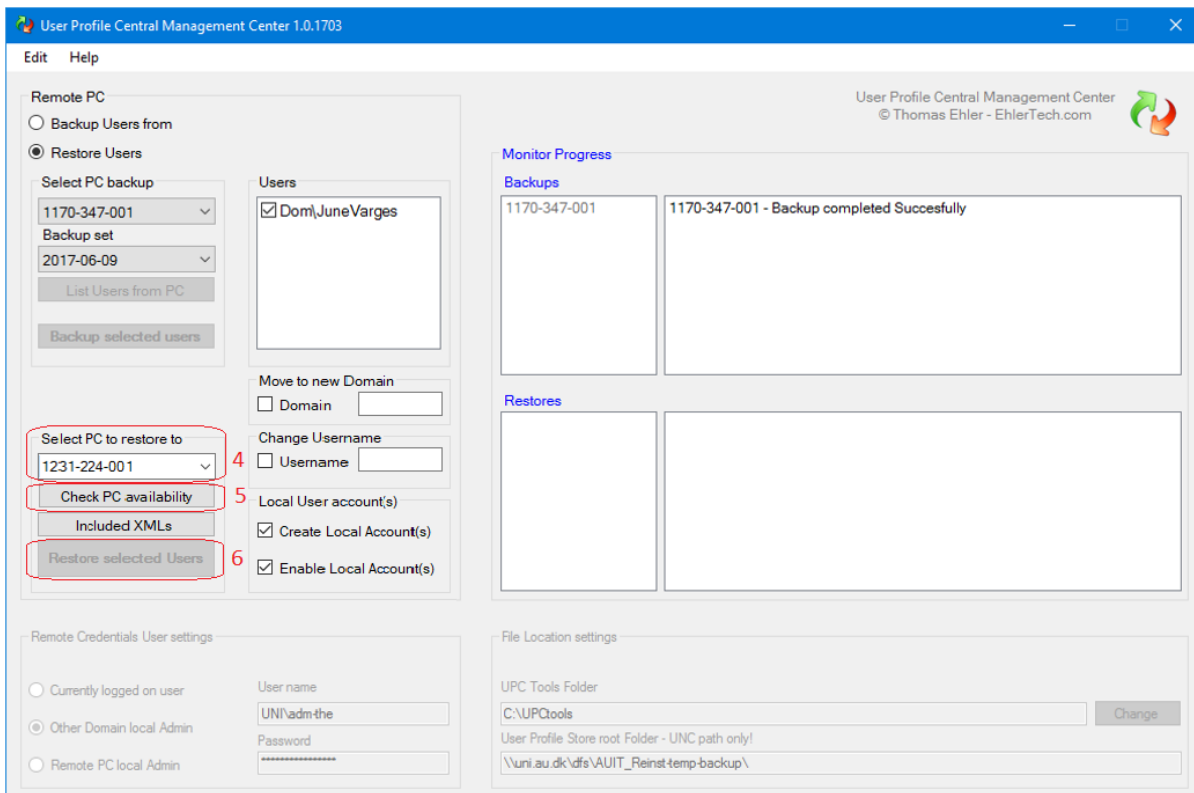 User Profile Central Management Center 1.0.1703
Edit Help
User Profile Central Management Center
© Thomas Ehler - EhlerTech.com
Remote PC
Backup Users from
Restore Users
Select PC backup
1170-347-001
Backup set
2017-06-09
List Users from PC
Backup selected users
Users
Dom\JuneVarges
Move to new Domain
Domain
Select PC to restore to
1231-224-001
4
Check PC availability
5
Included XMLs
Restore selected Users
6
Change Username
Username
Local User account(s)
Create Local Account(s)
Enable Local Account(s)
Monitor Progress
Backups
1170-347-001
1170-347-001 - Backup completed Succesfully
Restores
Remote Credentials User settings
Currently logged on user
Other Domain local Admin
Remote PC local Admin
User name
UNI\adm-the
Password
****************
File Location settings
UPC Tools Folder
C:\UPCtools
Change
User Profile Store root Folder - UNC path only!
\\uni.au.dk\dfs\AUIT_Reinst-temp-backup\